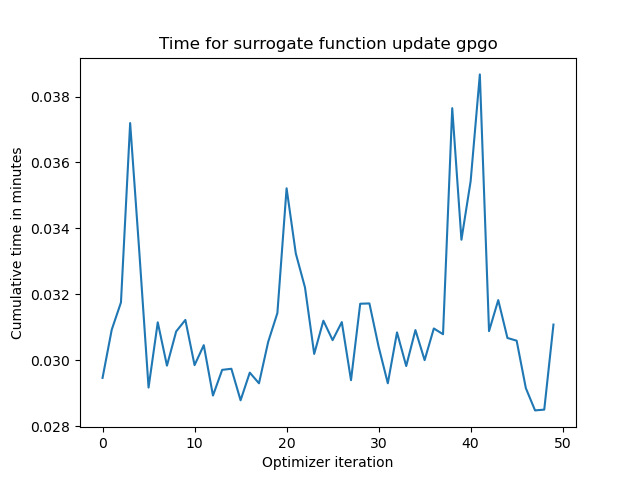 Time for surrogate function update gpgo
Cumulative time in minutes
0.038
0.036
0.034
0.032
0.030
0.028
0 10 20 30 40 50
Optimizer iteration